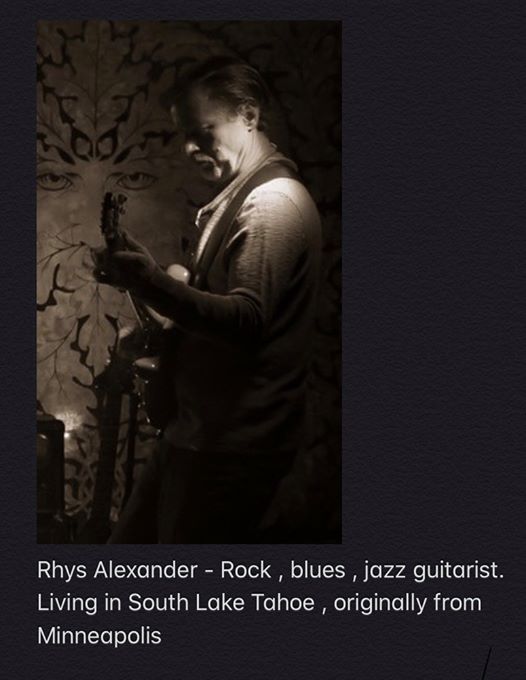 Rhys Alexander - Rock , blues , jazz guitarist.
Living in South Lake Tahoe , originally from
Minneapolis